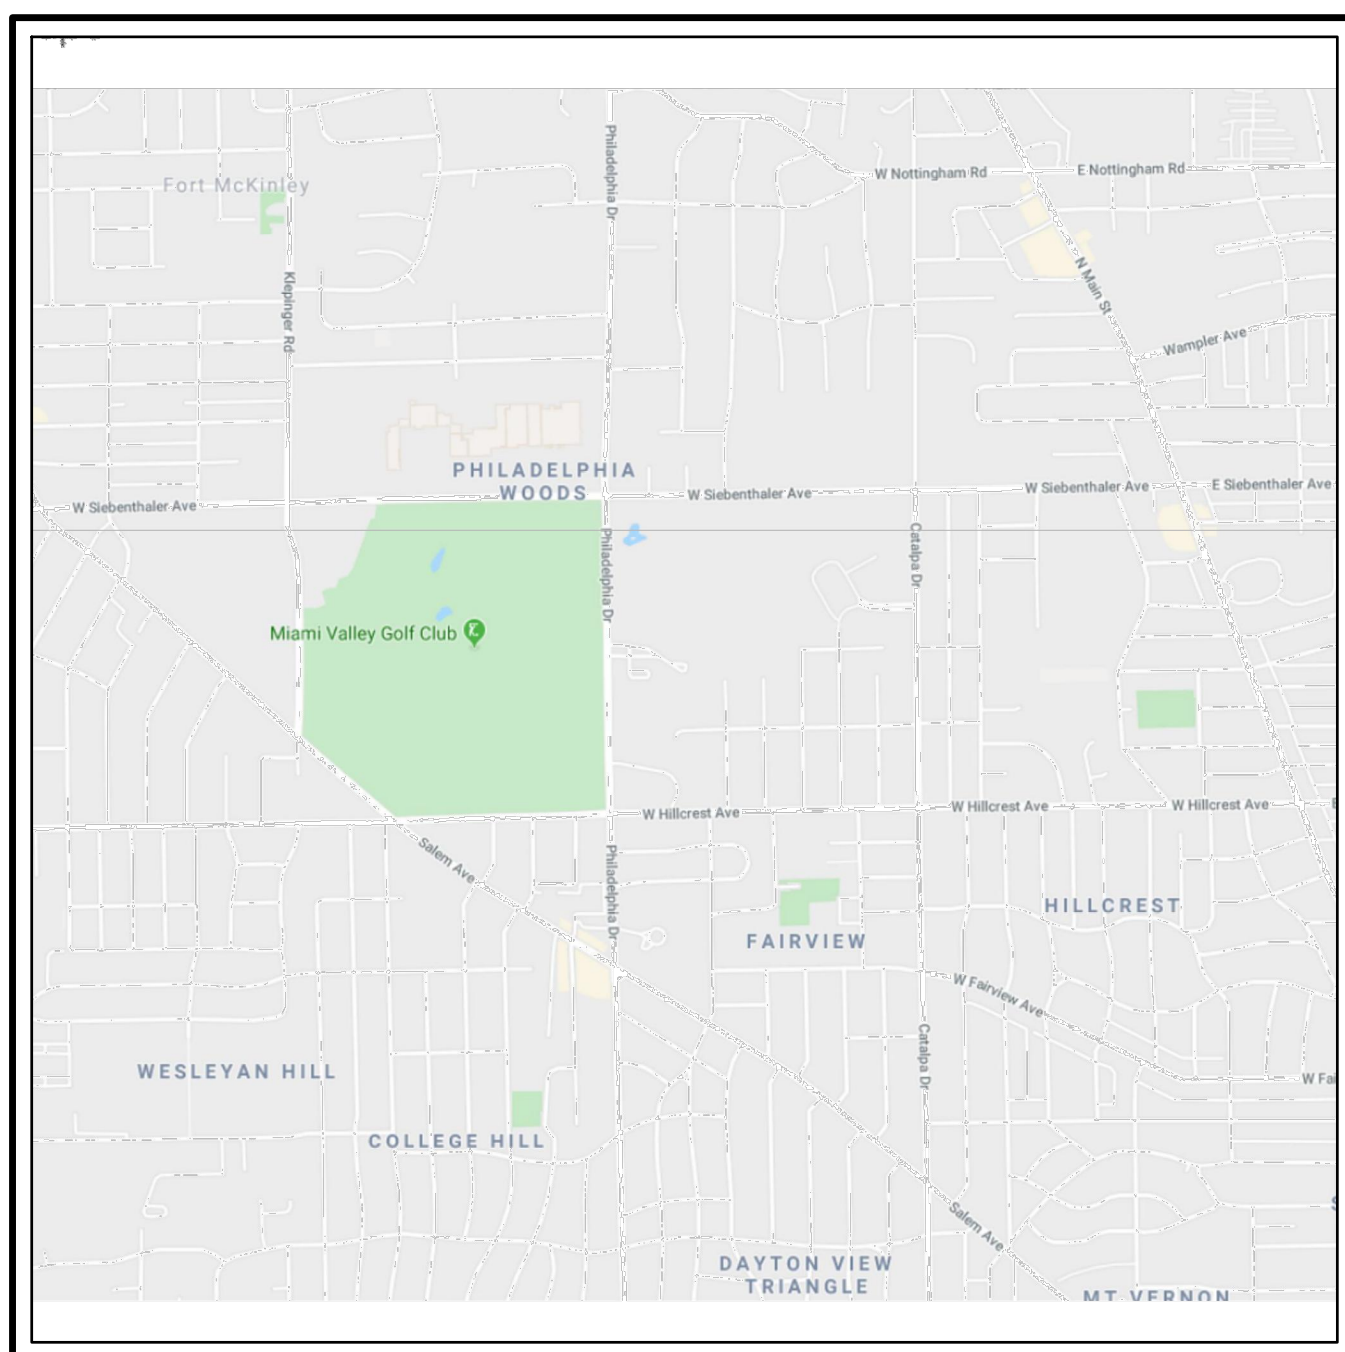 W Nottingham Rd
E Nottingham Rd
Philadelphia Dr
Fort McKinley
Klepinger Rd
N Main St
Wampler Ave
PHILADELPHIA
WOODS
W Siebenthaler Ave
W Siebenthaler Ave
W Siebenthaler Ave
E Siebenthaler Ave
Philadelphia Dr
Catalpa Dr
Miami Valley Golf Club
W Hillcrest Ave
W Hillcrest Ave
W Hillcrest Ave
Salem Ave
Philadelphia Dr
HILLCREST
FAIRVIEW
W Fairview Ave
Catalpa Dr
WESLEYAN HILL
W Fai
COLLEGE HILL
Salem Ave
DAYTON VIEW
TRIANGLE
MT VERNON